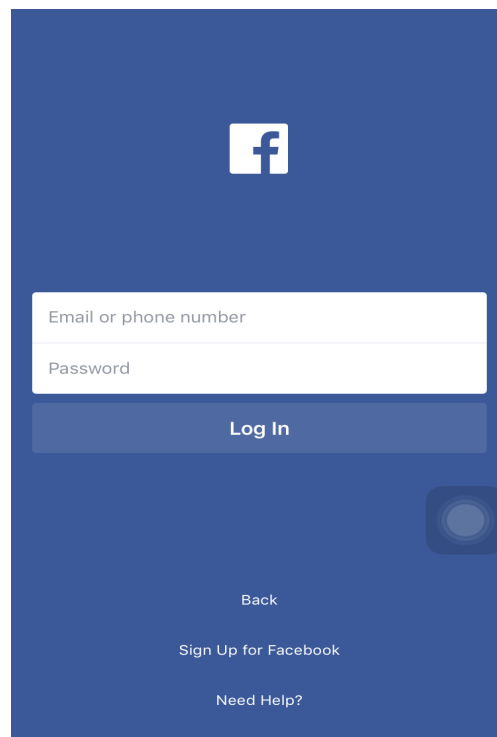 f
Email or phone number
Password
Log In
Back
Sign Up for Facebook
Need Help?